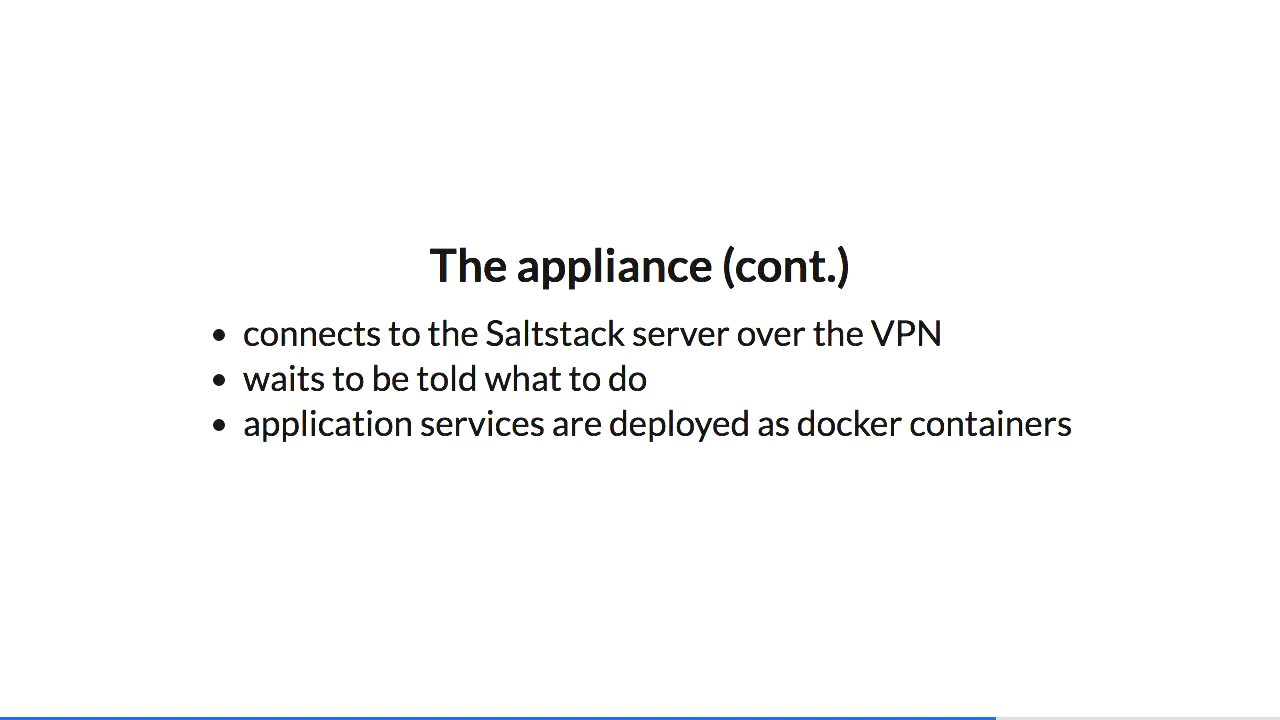 The appliance (cont.)
• connects to the Saltstack server over the VPN
• waits to be told what to do
• application services are deployed as docker containers